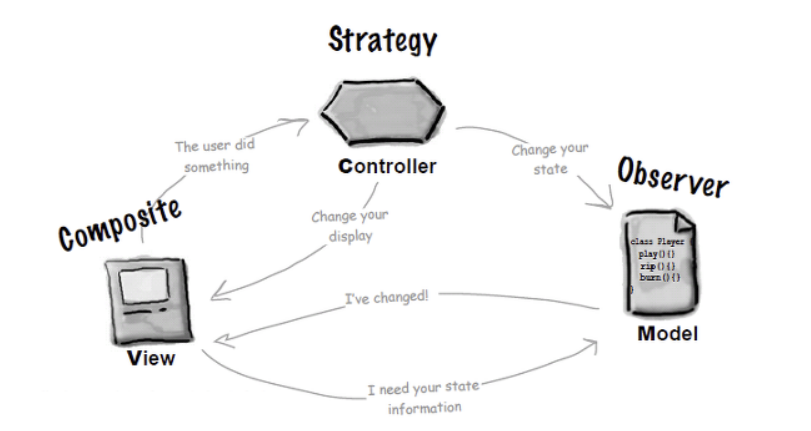 Strategy
The user did
something
Controller
Change your
state
Observer
Composite
Change your
display
class Player
play(){}
rip(){}
burn(){}
}
I've changed!
View
Model
I need your state
information